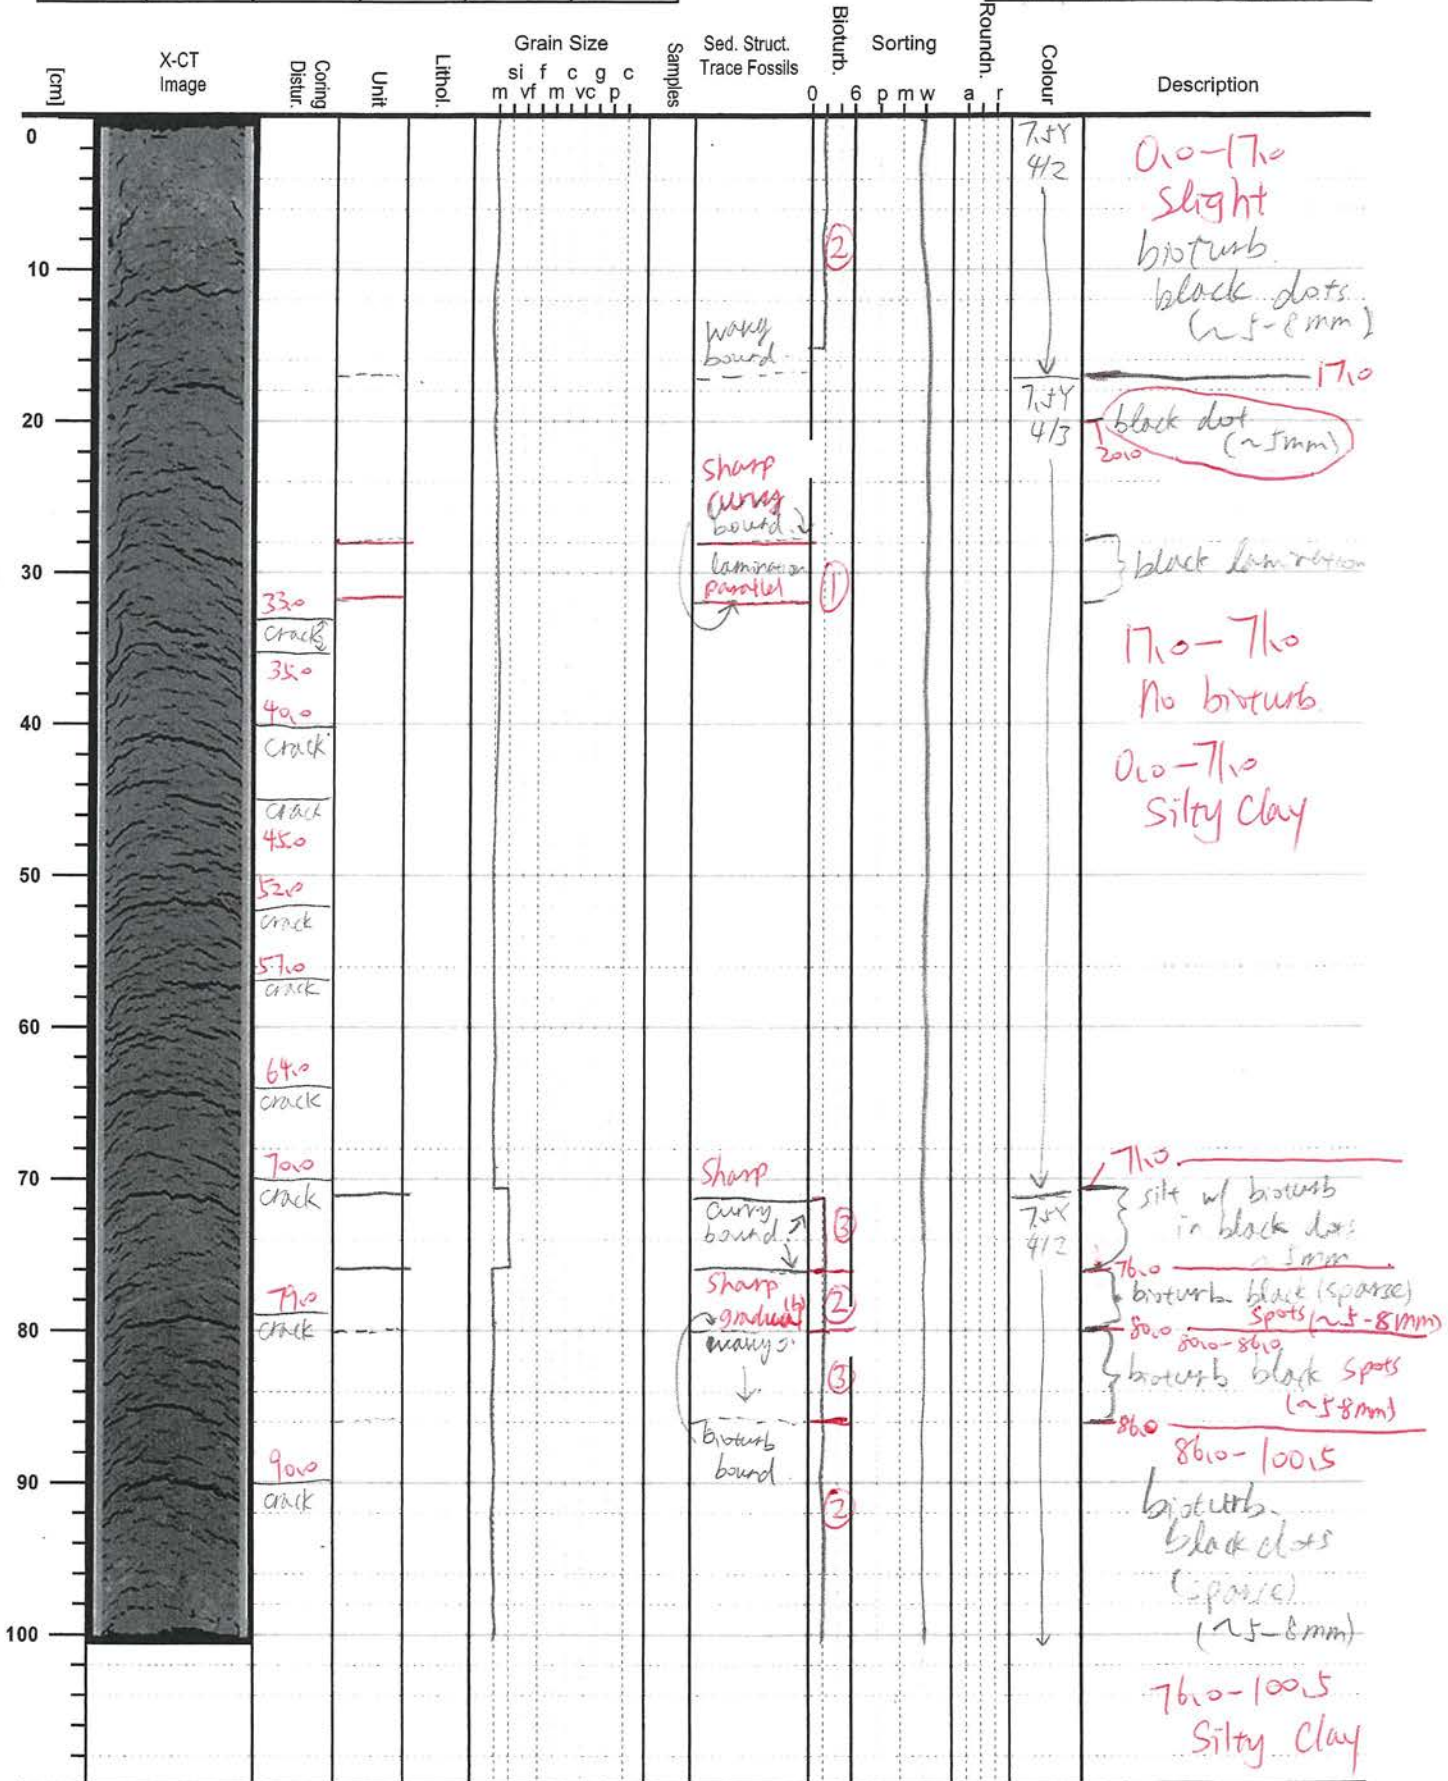 [cm]
X-CT
Image
Coring
Distur.
Unit
Lithol.
Grain Size
si f c g c
m vf m vc p
Samples
Sed. Struct.
Trace Fossils
Bioturb.
0 6
Sorting
p m w
Roundn.
a r
Colour
Description
0
10
20
30
40
50
60
70
80
90
100
33.0
crack
35.0
40.0
crack
crack
45.0
52.0
crack
57.0
crack
64.0
crack
70.0
crack
79.0
crack
90.0
crack
bound.
sharp
bound.
lamination
parallel
Sharp
curvy
bound.
Sharp
gradual
bioturb
bound
2
1
3
2
3
2
7.5Y
4/2
7.5Y
4/3
7.5Y
4/2
0.0-17.0
Slight
bioturb.
black dots
(~5-8mm)
17.0
black dot
(~5mm)
20.0
black lamination
17.0-71.0
No bioturb
0.0-71.0
Silty Clay
71.0
silt w/ bioturb
in black dots
~5mm
76.0
bioturb black (sparse)
spots (~5-8mm)
80.0
80.0-86.0
bioturb black spots
(~5-8mm)
86.0
86.0-100.5
bioturb.
black dots
(sparse)
(~5-8mm)
76.0-100.5
Silty Clay